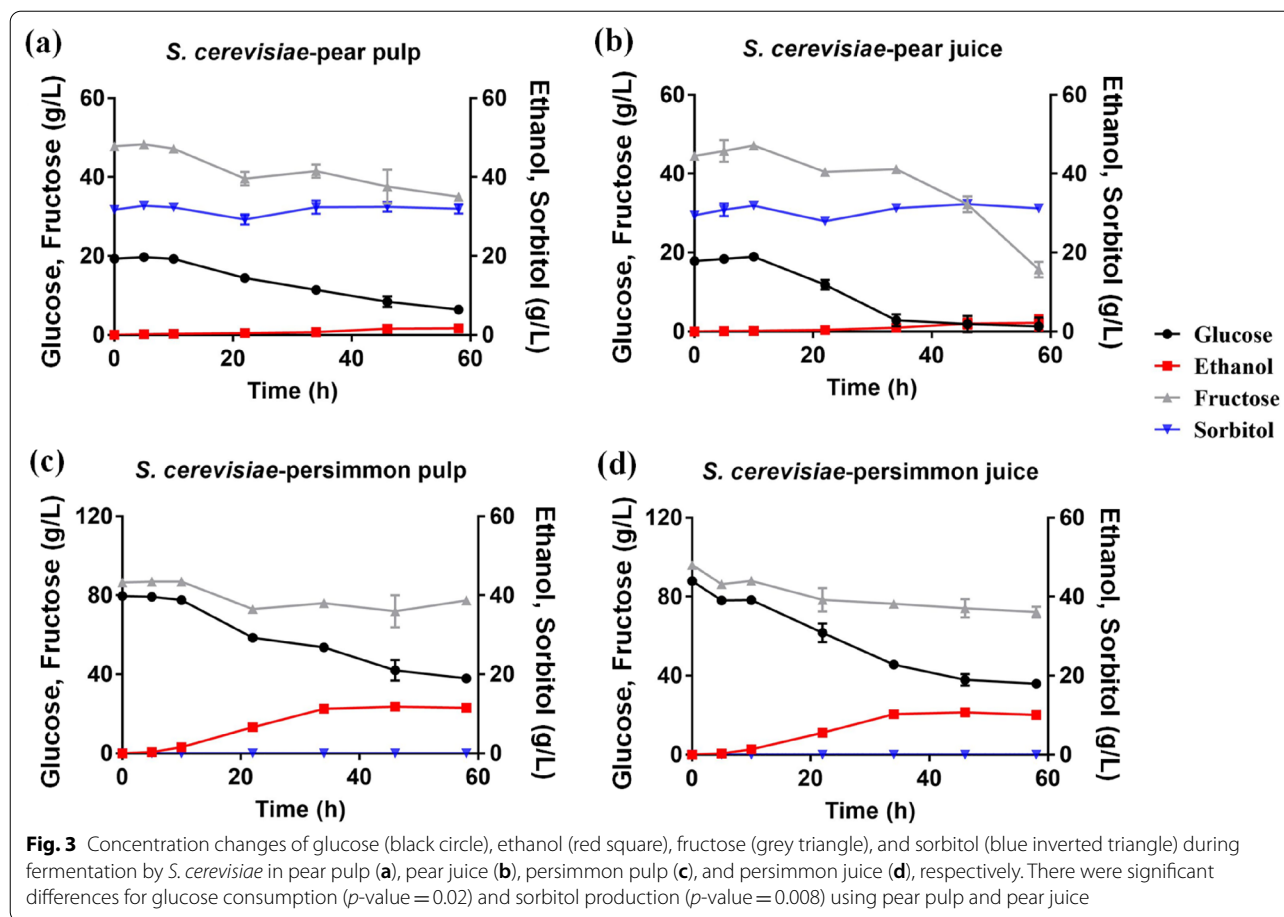 (a)
S. cerevisiae-pear pulp
Glucose, Fructose (g/L)
60
40
20
0
0 20 40 60
Time (h)
60
40
20
0
Ethanol, Sorbitol (g/L)
(b)
S. cerevisiae-pear juice
Glucose, Fructose (g/L)
60
40
20
0
0 20 40 60
Time (h)
60
40
20
0
Ethanol, Sorbitol (g/L)
Glucose
Ethanol
Fructose
Sorbitol
(c)
S. cerevisiae-persimmon pulp
Glucose, Fructose (g/L)
120
80
40
0
0 20 40 60
Time (h)
60
40
20
0
Ethanol, Sorbitol (g/L)
(d)
S. cerevisiae-persimmon juice
Glucose, Fructose (g/L)
120
80
40
0
0 20 40 60
Time (h)
60
40
20
0
Ethanol, Sorbitol (g/L)
Fig. 3 Concentration changes of glucose (black circle), ethanol (red square), fructose (grey triangle), and sorbitol (blue inverted triangle) during
fermentation by S. cerevisiae in pear pulp (a), pear juice (b), persimmon pulp (c), and persimmon juice (d), respectively. There were significant
differences for glucose consumption (p-value = 0.02) and sorbitol production (p-value = 0.008) using pear pulp and pear juice